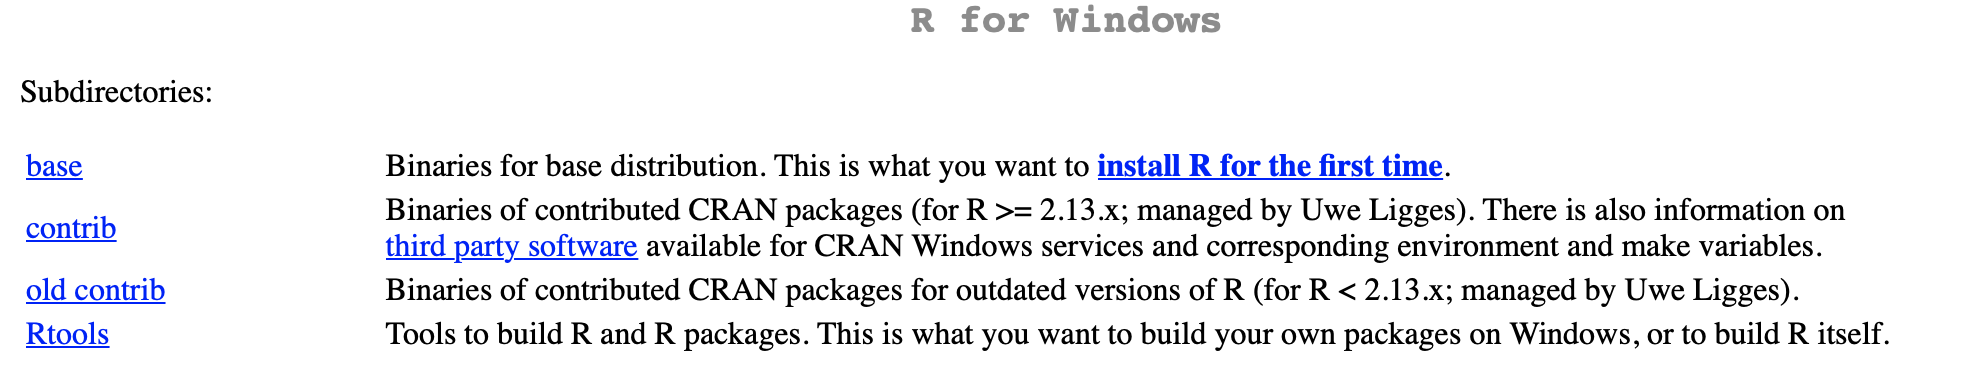 R for Windows
Subdirectories:
base Binaries for base distribution. This is what you want to install R for the first time.
contrib Binaries of contributed CRAN packages (for R >= 2.13.x; managed by Uwe Ligges). There is also information on
third party software available for CRAN Windows services and corresponding environment and make variables.
old contrib Binaries of contributed CRAN packages for outdated versions of R (for R < 2.13.x; managed by Uwe Ligges).
Rtools Tools to build R and R packages. This is what you want to build your own packages on Windows, or to build R itself.